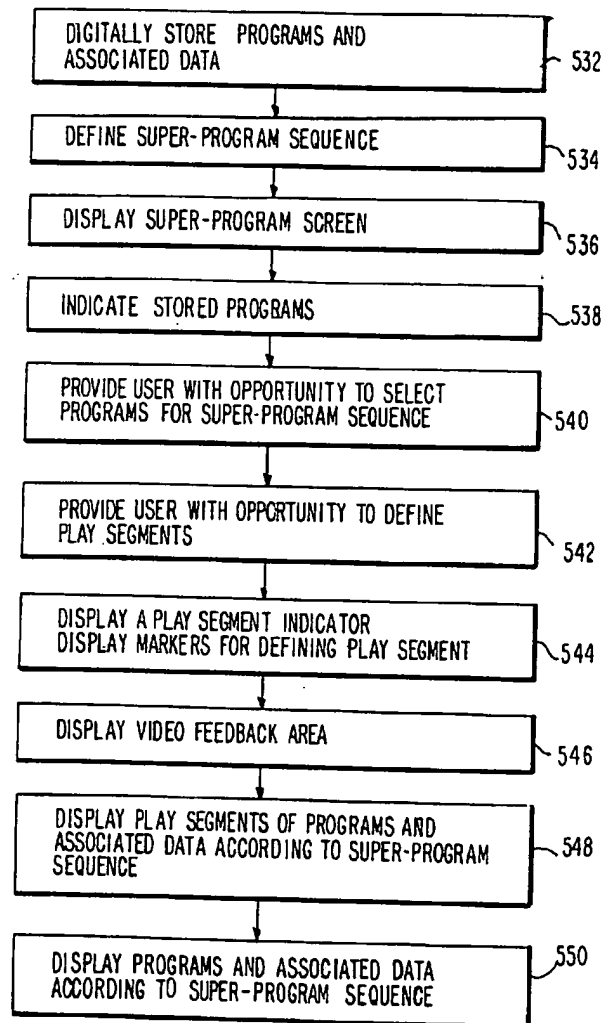 DIGITALLY STORE PROGRAMS AND
ASSOCIATED DATA
532
DEFINE SUPER-PROGRAM SEQUENCE
534
DISPLAY SUPER-PROGRAM SCREEN
536
INDICATE STORED PROGRAMS
538
PROVIDE USER WITH OPPORTUNITY TO SELECT
PROGRAMS FOR SUPER-PROGRAM SEQUENCE
540
PROVIDE USER WITH OPPORTUNITY TO DEFINE
PLAY SEGMENTS
542
DISPLAY A PLAY SEGMENT INDICATOR
DISPLAY MARKERS FOR DEFINING PLAY SEGMENT
544
DISPLAY VIDEO FEEDBACK AREA
546
DISPLAY PLAY SEGMENTS OF PROGRAMS AND
ASSOCIATED DATA ACCORDING TO SUPER-PROGRAM
SEQUENCE
548
DISPLAY PROGRAMS AND ASSOCIATED DATA
ACCORDING TO SUPER-PROGRAM SEQUENCE
550